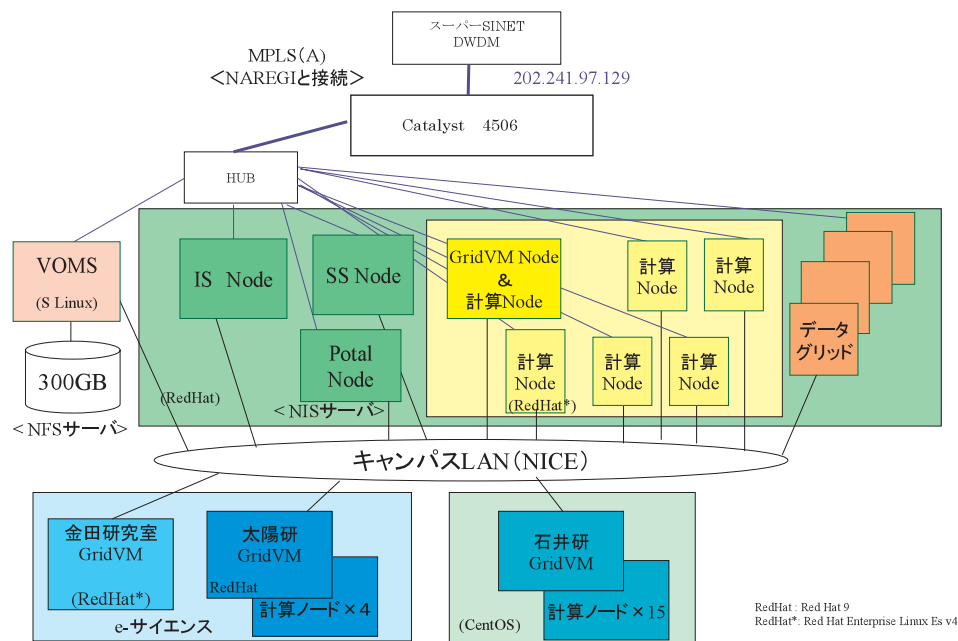 スーパーSINET
DWDM
MPLS(A)
<NAREGIと接続>
202.241.97.129
Catalyst 4506
HUB
VOMS
(S Linux)
300GB
<NFSサーバ>
IS Node
SS Node
Potal
Node
<NISサーバ>
(RedHat)
GridVM Node
&
計算Node
計算
Node
計算
Node
計算
Node
(RedHat*)
計算
Node
計算
Node
データ
グリッド
キャンパスLAN(NICE)
金田研究室
GridVM
(RedHat*)
太陽研
GridVM
RedHat
計算ノード×4
e-サイエンス
石井研
GridVM
計算ノード×15
(CentOS)
RedHat : Red Hat 9
RedHat*: Red Hat Enterprise Linux Es v4